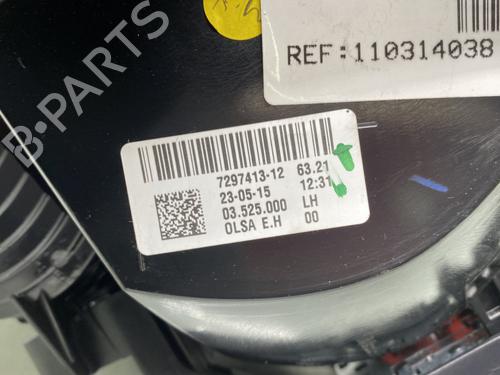 REF:110314038
7297413-12 63.21
23-05-15 12:31
03.525.000 LH
OLSA E.H 00
B-PARTS